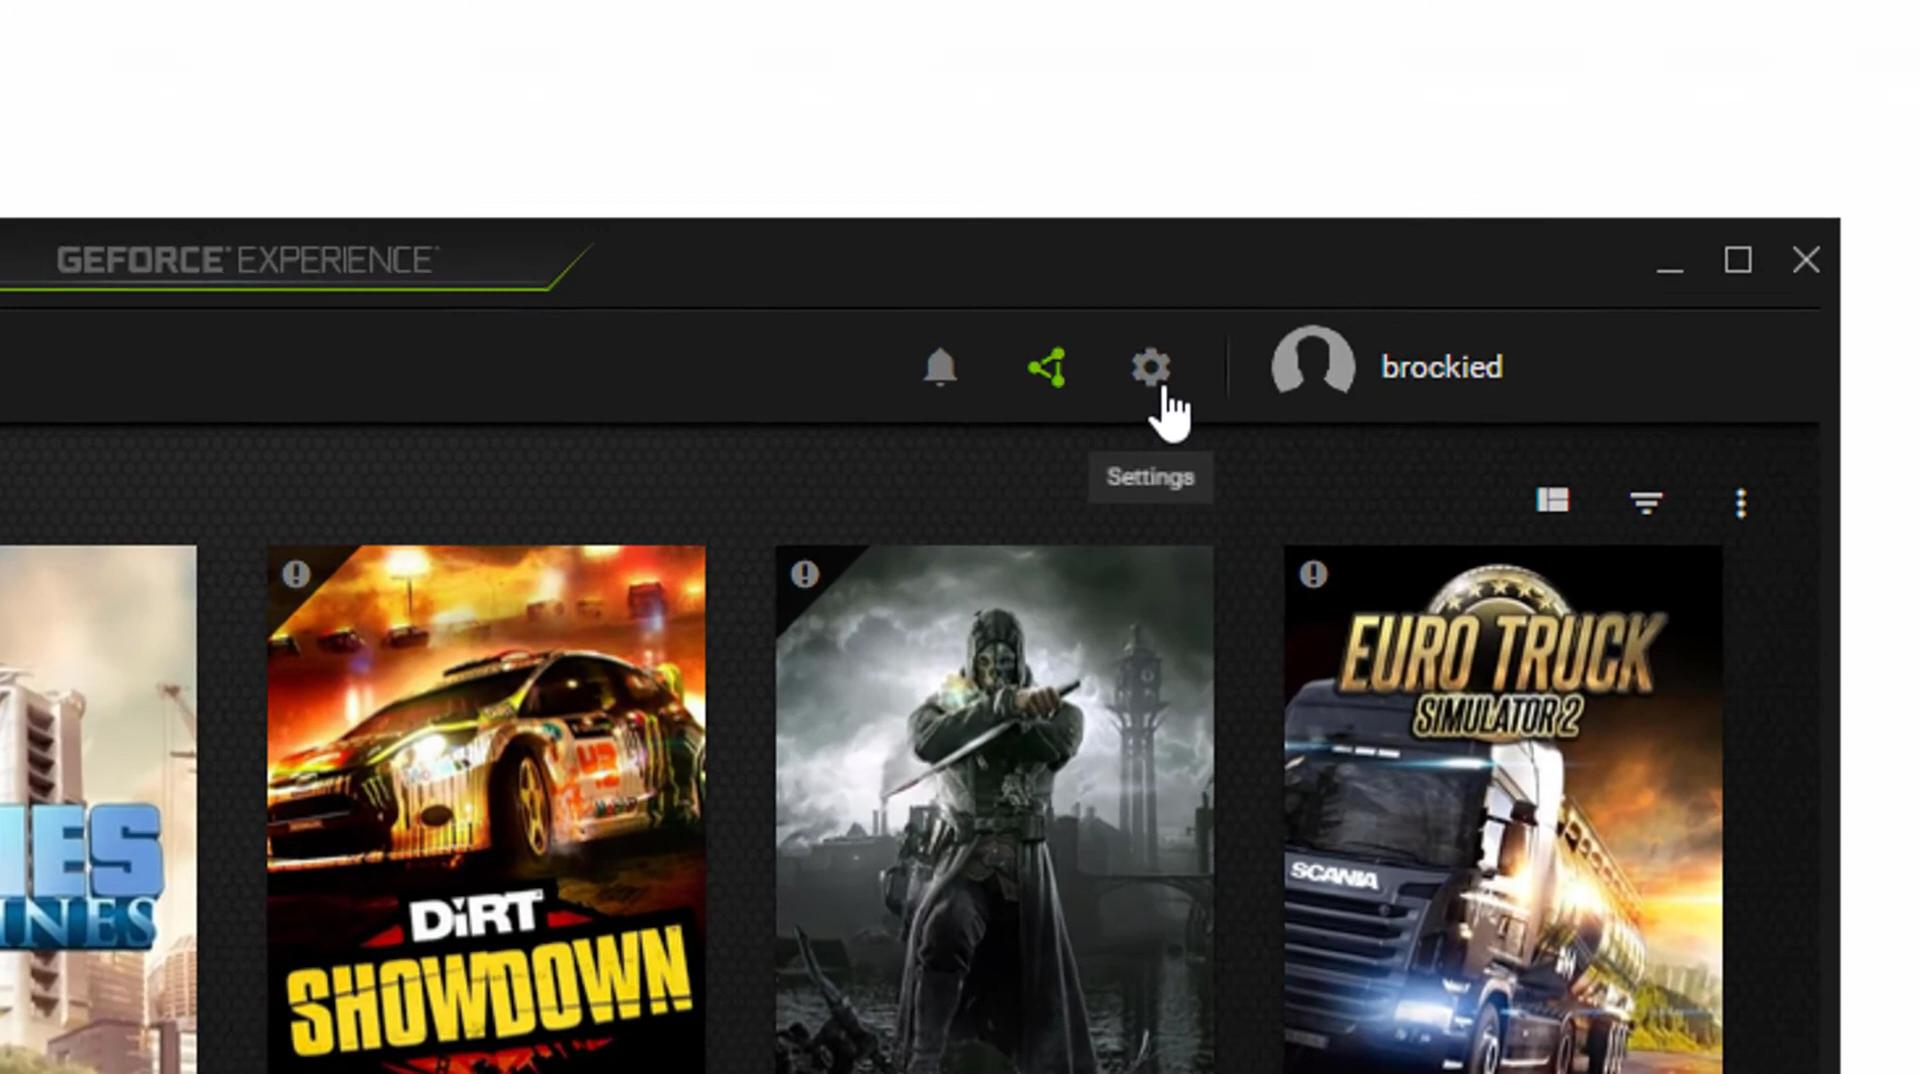 GEFORCE EXPERIENCE
brockied
Settings
EURO TRUCK
SIMULATOR 2
SCANIA
DiRT
SHOWDOWN